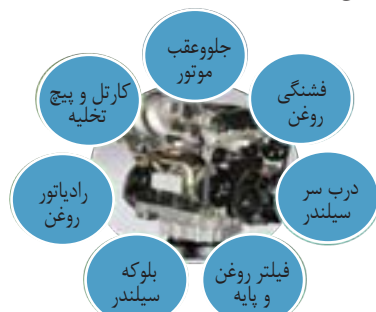 جلووعقب
موتور
فشنگی
روغن
درب سر
سیلندر
فیلتر روغن
و پایه
بلوکه
سیلندر
رادیاتور
روغن
کارتل و پیچ
تخلیه